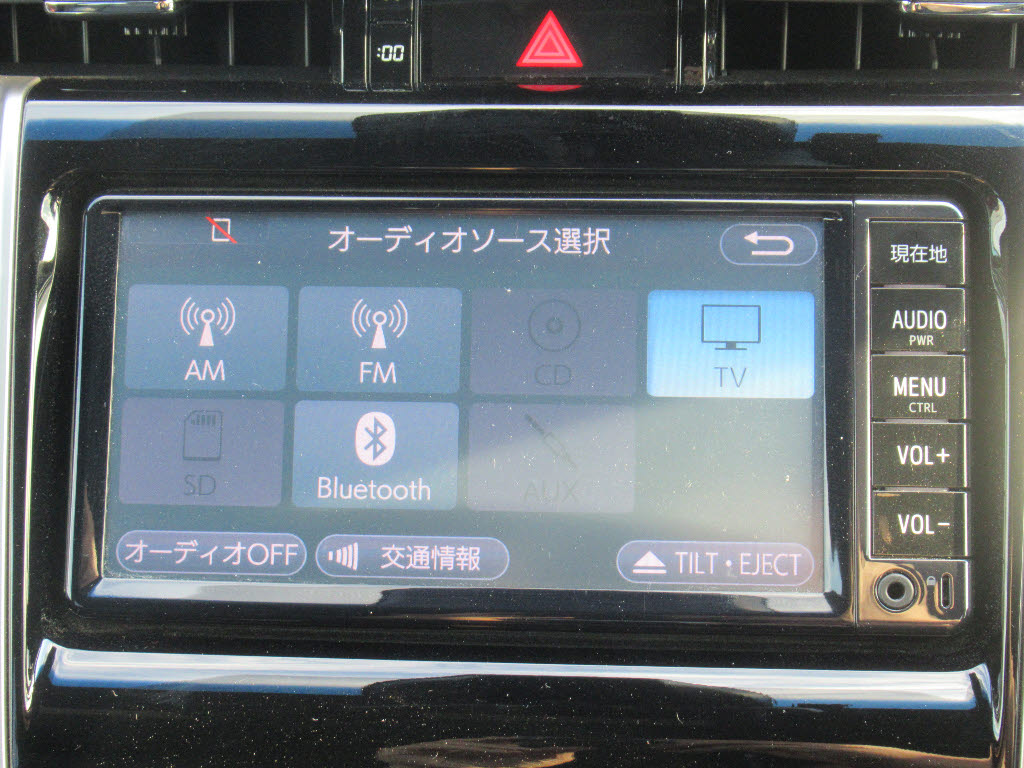 :00
オーディオソース選択
AM
FM
CD
TV
SD
Bluetooth
AUX
オーディオOFF
交通情報
TILT・EJECT
現在地
AUDIO
PWR
MENU
CTRL
VOL+
VOL-